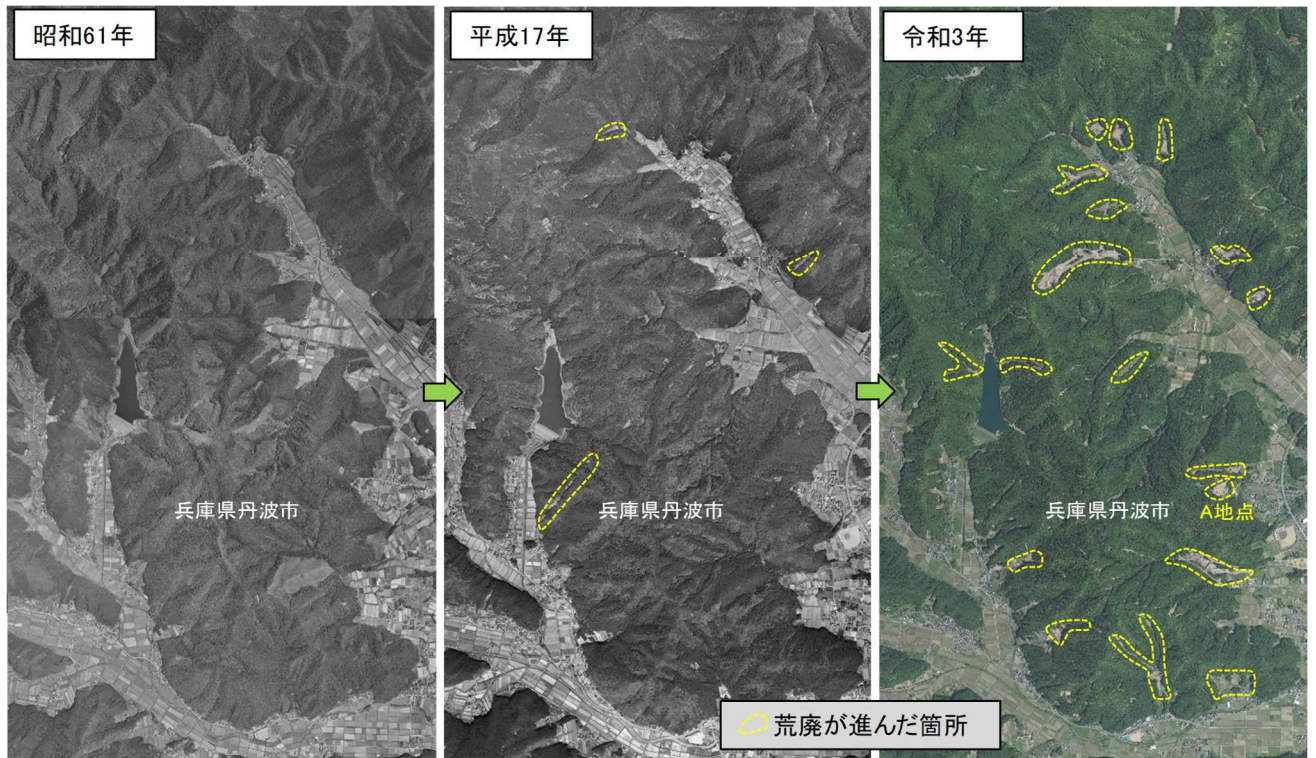 昭和61年
平成17年
令和3年
兵庫県丹波市
兵庫県丹波市
兵庫県丹波市
A地点
荒廃が進んだ箇所